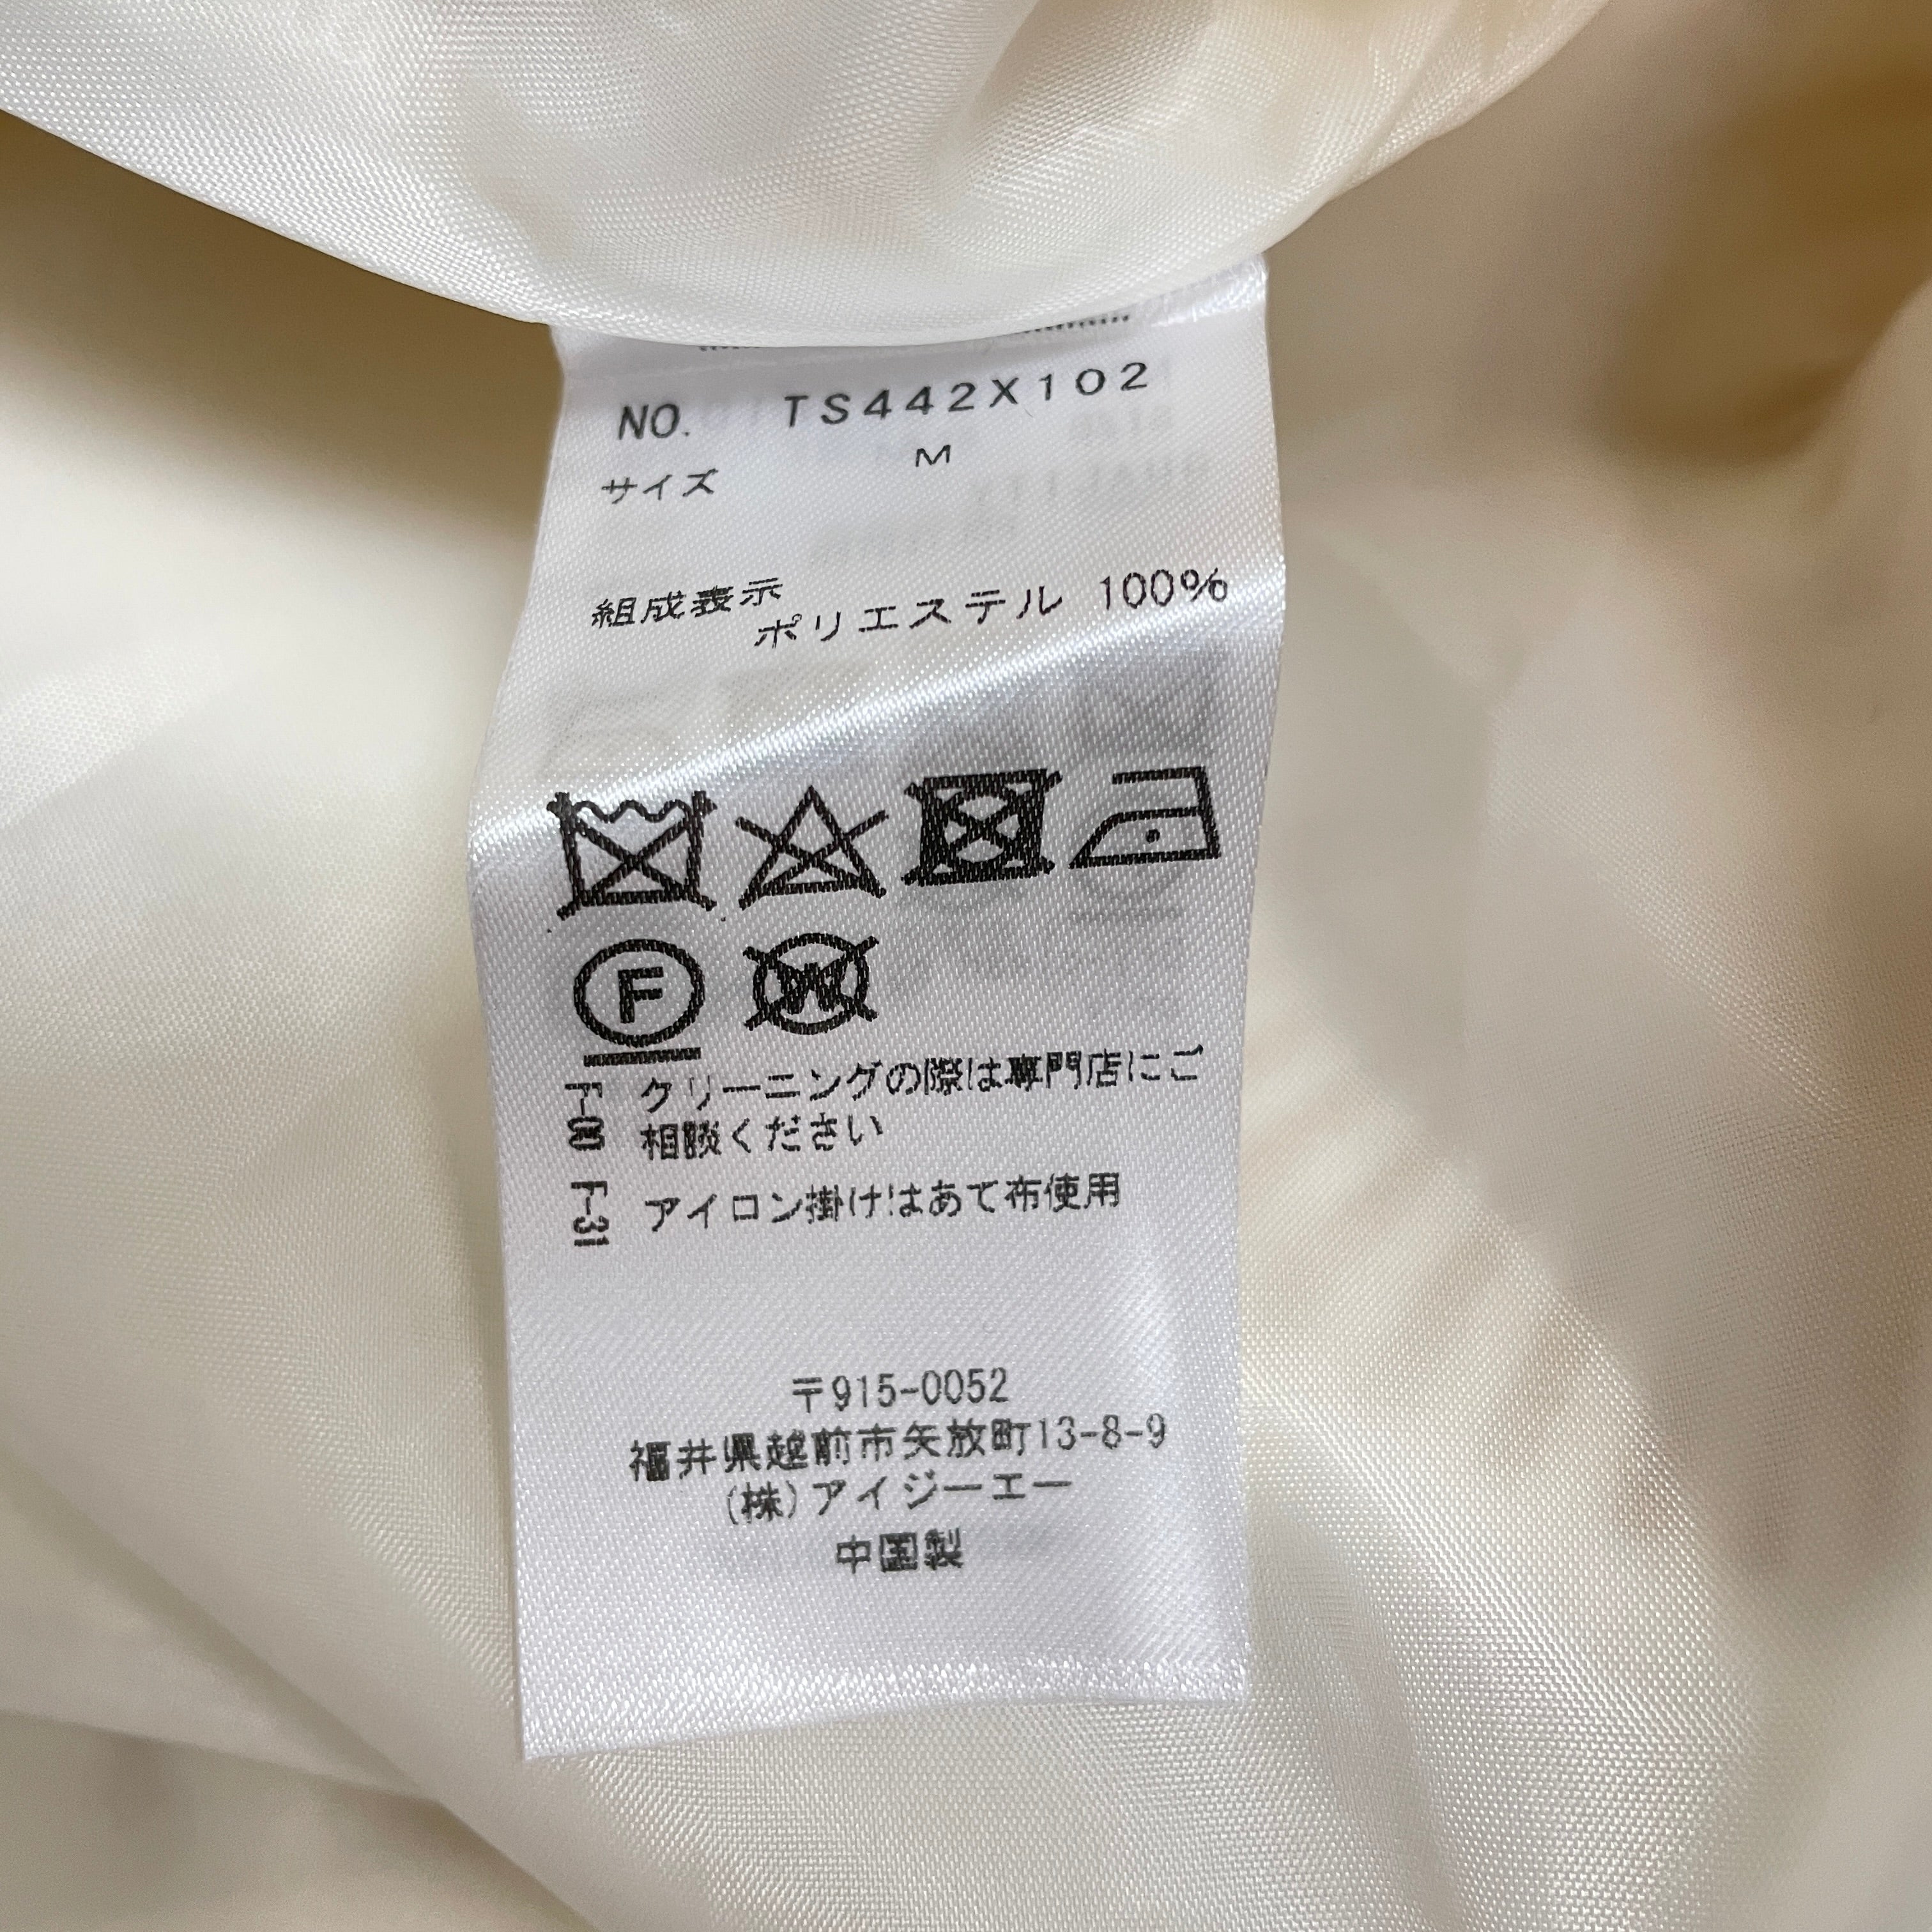 NO. TS442X102
サイズ M
組成表示
ポリエステル 100%
F
W
F-00 クリーニングの際は専門店にご
相談ください
F-31 アイロン掛けはあて布使用
〒915-0052
福井県越前市矢放町13-8-9
(株)アイジーエー
中国製